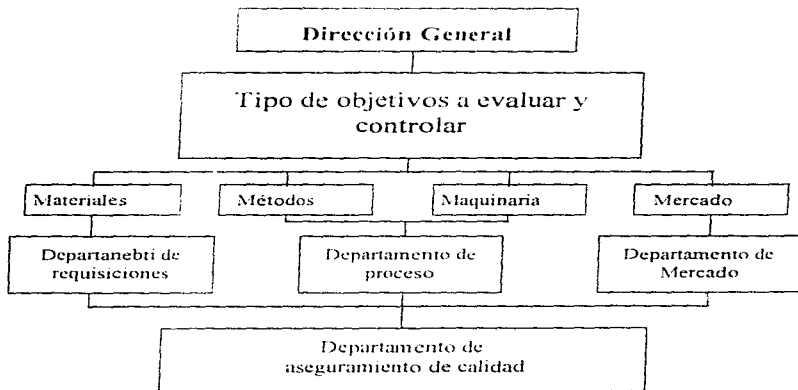 Dirección General
Tipo de objetivos a evaluar y
controlar
Materiales
Métodos
Maquinaria
Mercado
Departanebti de
requisiciones
Departamento de
proceso
Departamento de
Mercado
Departamento de
aseguramiento de calidad